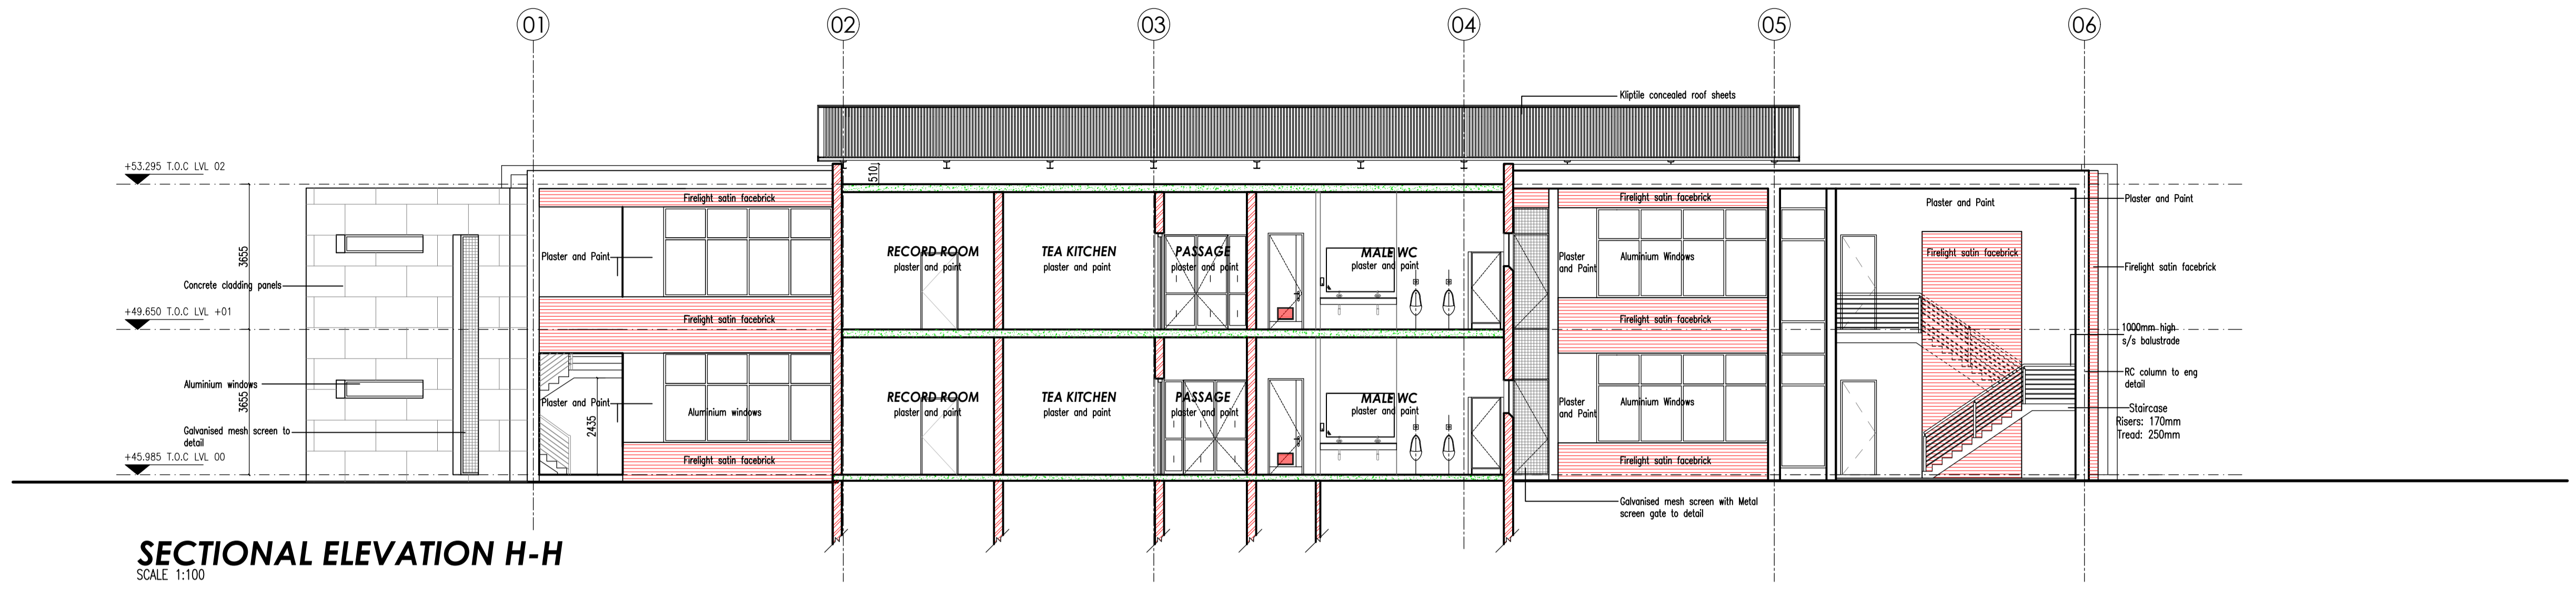 01
02
03
04
05
06
Kliptile concealed roof sheets
+53.295 T.O.C LVL 02
510
3655
Concrete cladding panels
+49.650 T.O.C LVL +01
Aluminium windows
3655
Galvanised mesh screen to
detail
+45.985 T.O.C LVL 00
Firelight satin facebrick
Plaster and Paint
Firelight satin facebrick
Plaster and Paint
Aluminium windows
2435
Firelight satin facebrick
RECORD ROOM
plaster and paint
TEA KITCHEN
plaster and paint
PASSAGE
plaster and paint
MALE WC
plaster and paint
RECORD ROOM
plaster and paint
TEA KITCHEN
plaster and paint
PASSAGE
plaster and paint
MALE WC
plaster and paint
Firelight satin facebrick
Plaster
and Paint
Aluminium Windows
Firelight satin facebrick
Plaster
and Paint
Aluminium Windows
Firelight satin facebrick
Galvanised mesh screen with Metal
screen gate to detail
Plaster and Paint
Firelight satin facebrick
Plaster and Paint
Firelight satin facebrick
1000mm high
s/s balustrade
RC column to eng
detail
Staircase
Risers: 170mm
Tread: 250mm
SECTIONAL ELEVATION H-H
SCALE 1:100